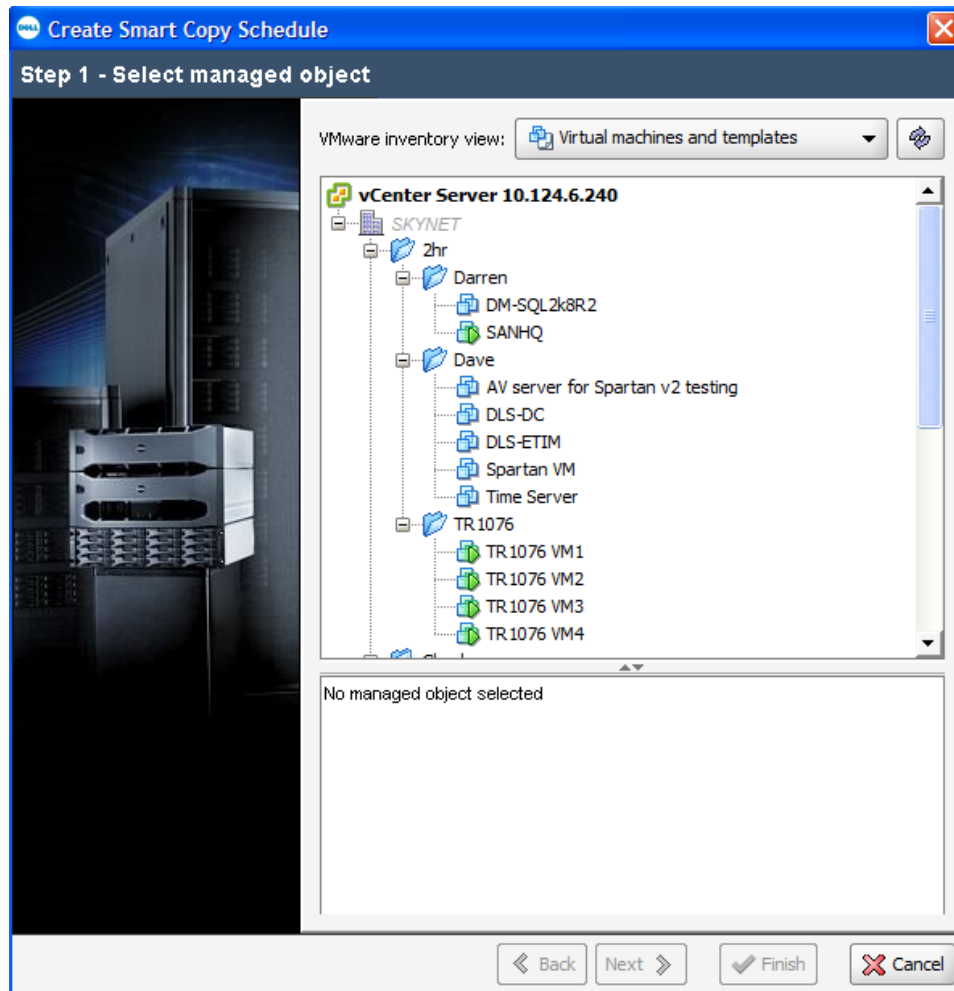 DELL Create Smart Copy Schedule
Step 1 - Select managed object
VMware inventory view: Virtual machines and templates
vCenter Server 10.124.6.240
SKYNET
2hr
Darren
DM-SQL2k8R2
SANHQ
Dave
AV server for Spartan v2 testing
DLS-DC
DLS-ETIM
Spartan VM
Time Server
TR1076
TR1076 VM1
TR1076 VM2
TR1076 VM3
TR1076 VM4
No managed object selected
Back Next Finish Cancel